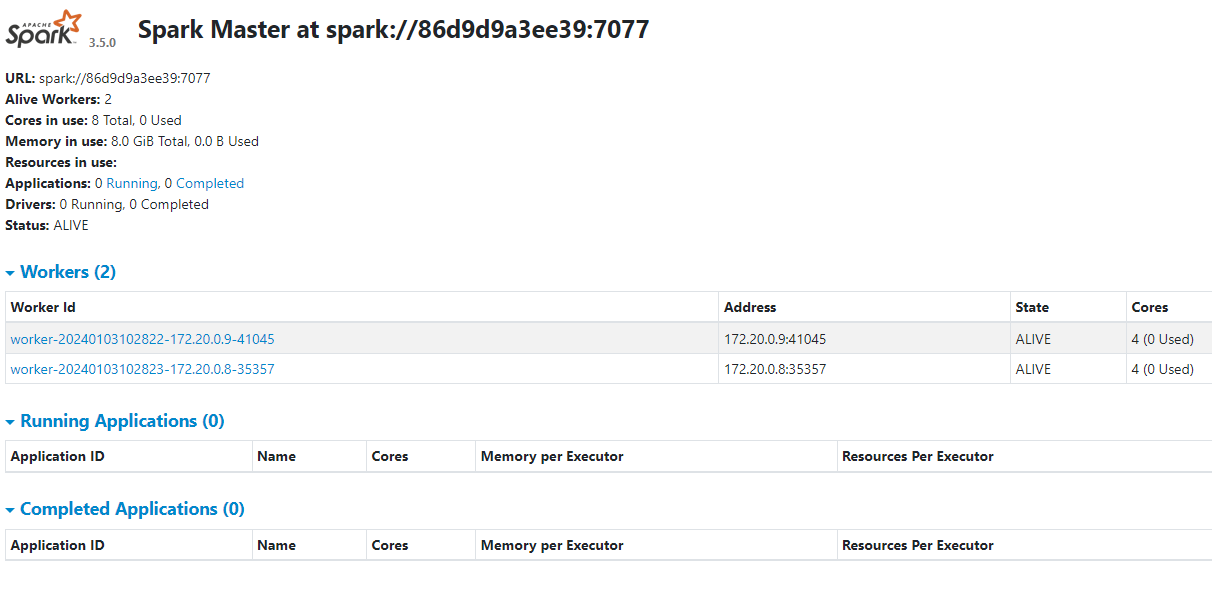 APACHE
Spark 3.5.0 Spark Master at spark://86d9d9a3ee39:7077
URL: spark://86d9d9a3ee39:7077
Alive Workers: 2
Cores in use: 8 Total, 0 Used
Memory in use: 8.0 GiB Total, 0.0 B Used
Resources in use:
Applications: 0 Running, 0 Completed
Drivers: 0 Running, 0 Completed
Status: ALIVE
Workers (2)
Worker Id Address State Cores
worker-20240103102822-172.20.0.9-41045 172.20.0.9:41045 ALIVE 4 (0 Used)
worker-20240103102823-172.20.0.8-35357 172.20.0.8:35357 ALIVE 4 (0 Used)
Running Applications (0)
Application ID Name Cores Memory per Executor Resources Per Executor
Completed Applications (0)
Application ID Name Cores Memory per Executor Resources Per Executor